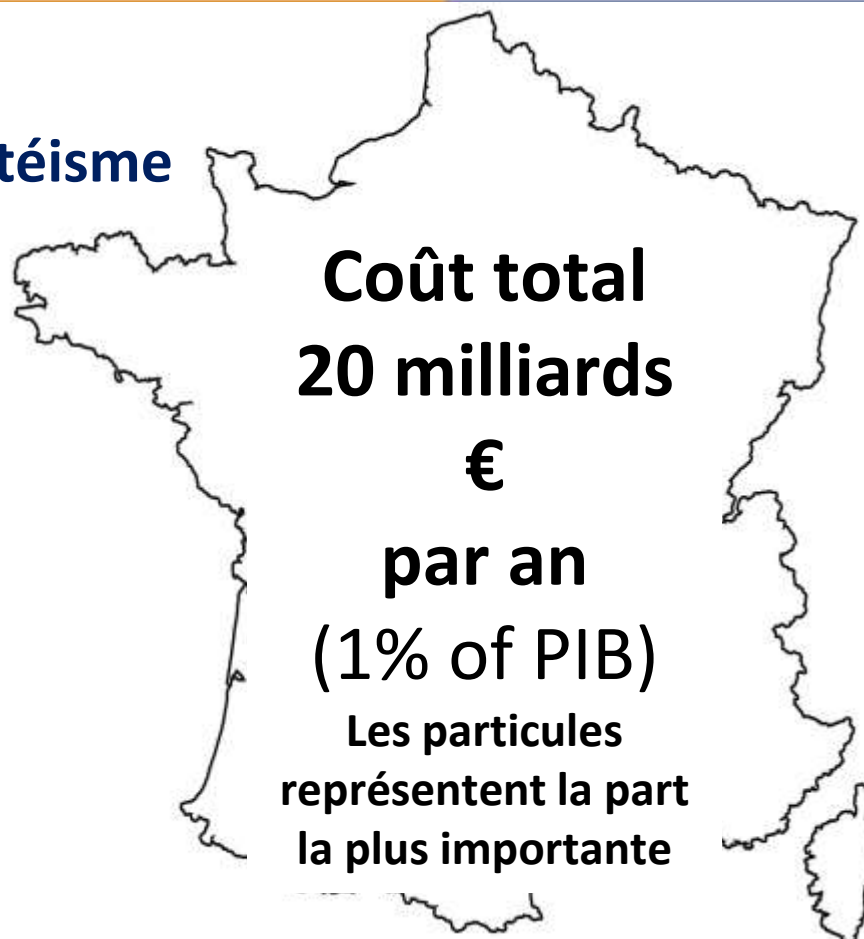 téisme
Coût total
20 milliards
€
par an
(1% of PIB)
Les particules
représentent la part
la plus importante